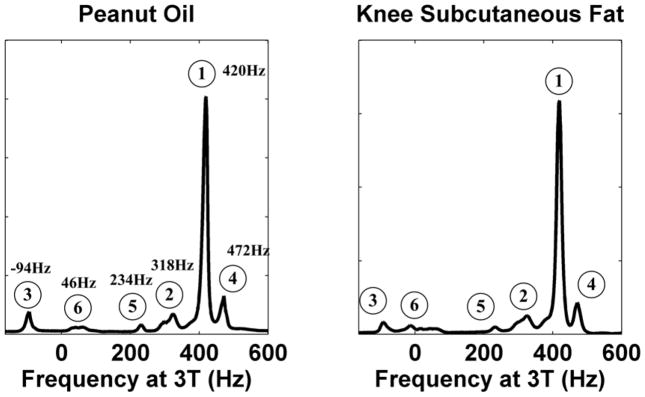 Peanut Oil
1 420Hz
-94Hz
3
46Hz
6
234Hz
5
318Hz
2
472Hz
4
0 200 400 600
Frequency at 3T (Hz)
Knee Subcutaneous Fat
1
3
6
5
2
4
0 200 400 600
Frequency at 3T (Hz)